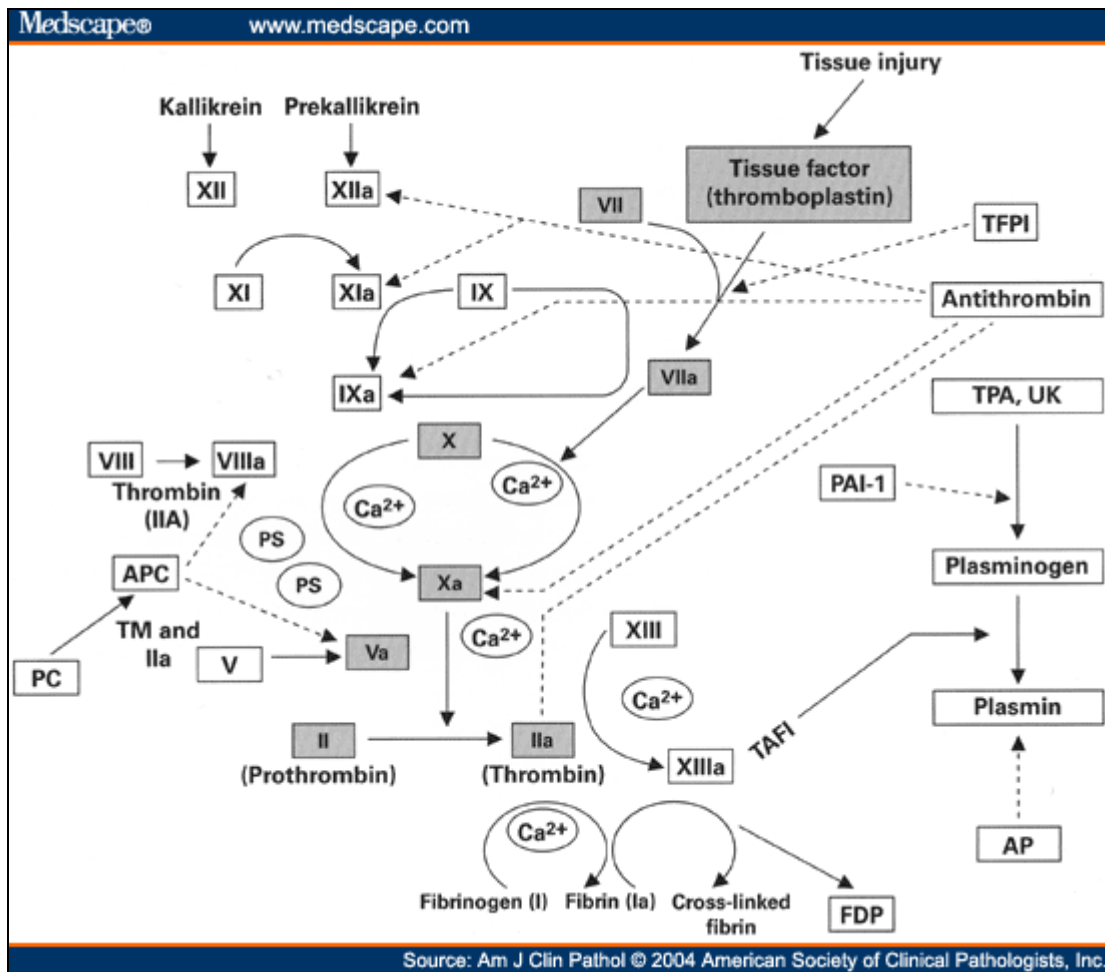 Medscape® www.medscape.com
Tissue injury
Kallikrein Prekallikrein
Tissue factor
(thromboplastin)
XII XIIa VII
TFPI
XI XIa IX
Antithrombin
IXa VIIa
TPA, UK
X
VIII VIIIa
Ca2+ PAI-1
Thrombin
(IIA)
Ca2+
PS
APC PS Xa Plasminogen
TM and
IIa
Ca2+ XIII
PC V Va
Ca2+
Plasmin
II IIa TAFI
(Prothrombin) (Thrombin) XIIIa
Ca2+
AP
Fibrinogen (I) Fibrin (Ia) Cross-linked
fibrin
FDP
Source: Am J Clin Pathol © 2004 American Society of Clinical Pathologists, Inc.